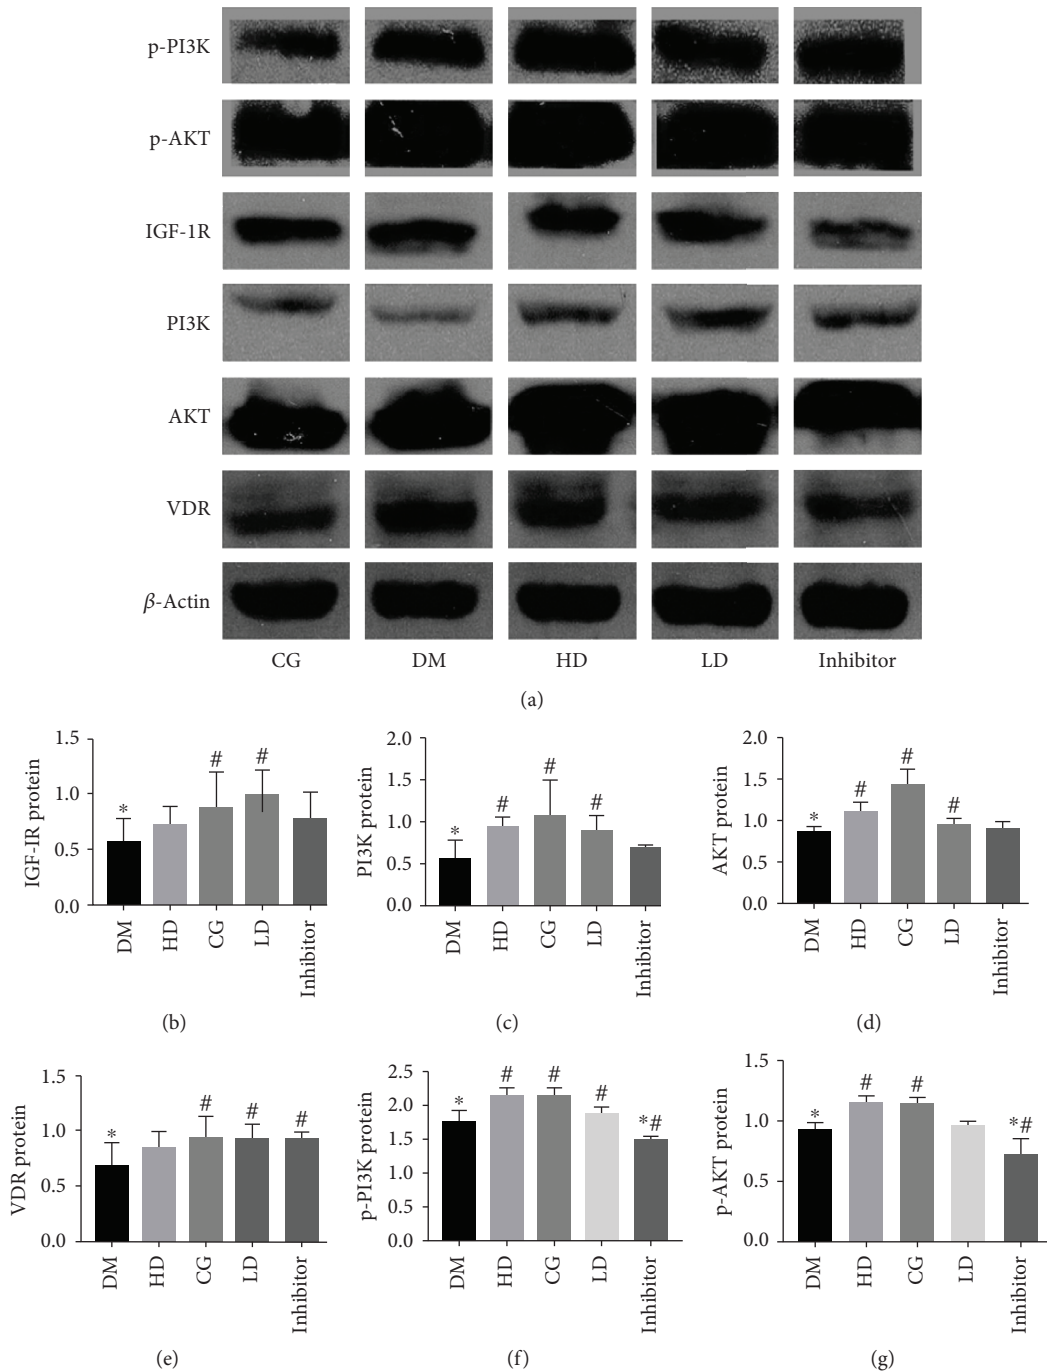 p-PI3K
p-AKT
IGF-1R
PI3K
AKT
VDR
β-Actin
CG DM HD LD Inhibitor
(a)
IGF-IR protein
1.5
1.0
0.5
0.0
* # #
DM HD CG LD Inhibitor
(b)
PI3K protein
2.0
1.5
1.0
0.5
0.0
* # # #
DM HD CG LD Inhibitor
(c)
AKT protein
2.0
1.5
1.0
0.5
0.0
* # # #
DM HD CG LD Inhibitor
(d)
VDR protein
1.5
1.0
0.5
0.0
* # # #
DM HD CG LD Inhibitor
(e)
p-PI3K protein
2.5
2.0
1.5
1.0
0.5
0.0
* # # # *#
DM HD CG LD Inhibitor
(f)
p-AKT protein
1.5
1.0
0.5
0.0
* # # *#
DM HD CG LD Inhibitor
(g)